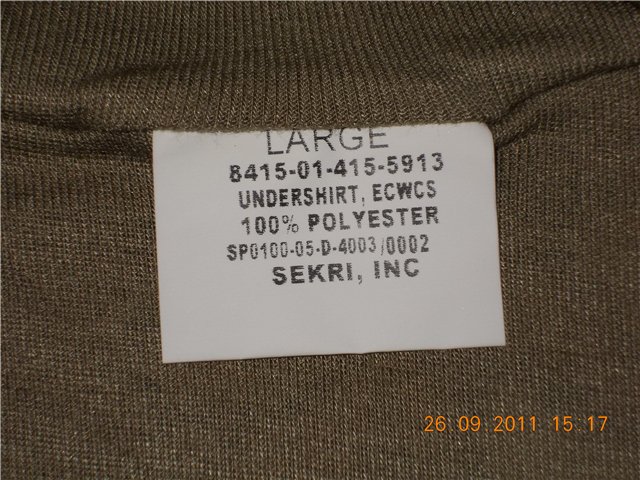 LARGE
8415-01-415-5913
UNDERSHIRT, ECWCS
100% POLYESTER
SP0100-05-D-4003/0002
SEKRI, INC
26.09.2011 15:17